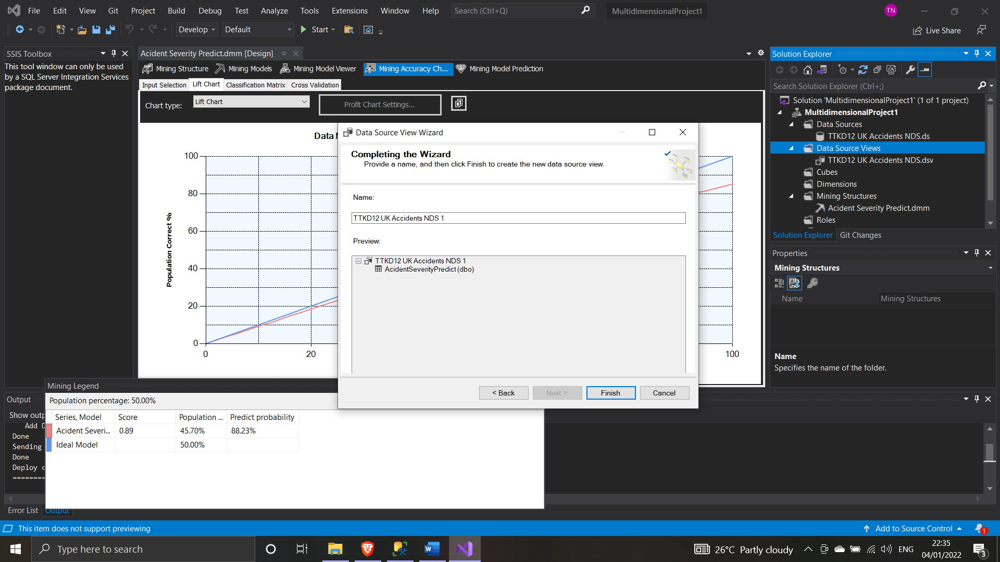 File Edit View Git Project Build Debug Test Analyze Tools Extensions Window Help Search (Ctrl+Q) MultidimensionalProject1 TN
Develop Default Start Live Share
SSIS Toolbox
This tool window can only be used
by a SQL Server Integration Services
package document.
Acident Severity Predict.dmm [Design]
Mining Structure Mining Models Mining Model Viewer Mining Accuracy Ch... Mining Model Prediction
Input Selection Lift Chart Classification Matrix Cross Validation
Chart type: Lift Chart Profit Chart Settings...
Data
100
80
60
40
20
0
Population Correct %
0 20 100
Data Source View Wizard
Completing the Wizard
Provide a name, and then click Finish to create the new data source view.
Name:
TTKD12 UK Accidents NDS 1
Preview:
TTKD12 UK Accidents NDS 1
AcidentSeverityPredict (dbo)
< Back Next > Finish Cancel
Solution Explorer
Search Solution Explorer (Ctrl+;)
Solution 'MultidimensionalProject1' (1 of 1 project)
MultidimensionalProject1
Data Sources
TTKD12 UK Accidents NDS.ds
Data Source Views
TTKD12 UK Accidents NDS.dsv
Cubes
Dimensions
Mining Structures
Acident Severity Predict.dmm
Roles
Solution Explorer Git Changes
Properties
Mining Structures
Name Mining Structures
Name
Specifies the name of the folder.
Mining Legend
Population percentage: 50.00%
Series, Model Score Population ... Predict probability
Acident Severi... 0.89 45.70% 88.23%
Ideal Model 50.00%
Output
Show outp
Add D
Done
Sending
Done
Deploy c
========
Error List Output
This item does not support previewing Add to Source Control 1
Type here to search 26°C Partly cloudy ENG 22:35
04/01/2022 3